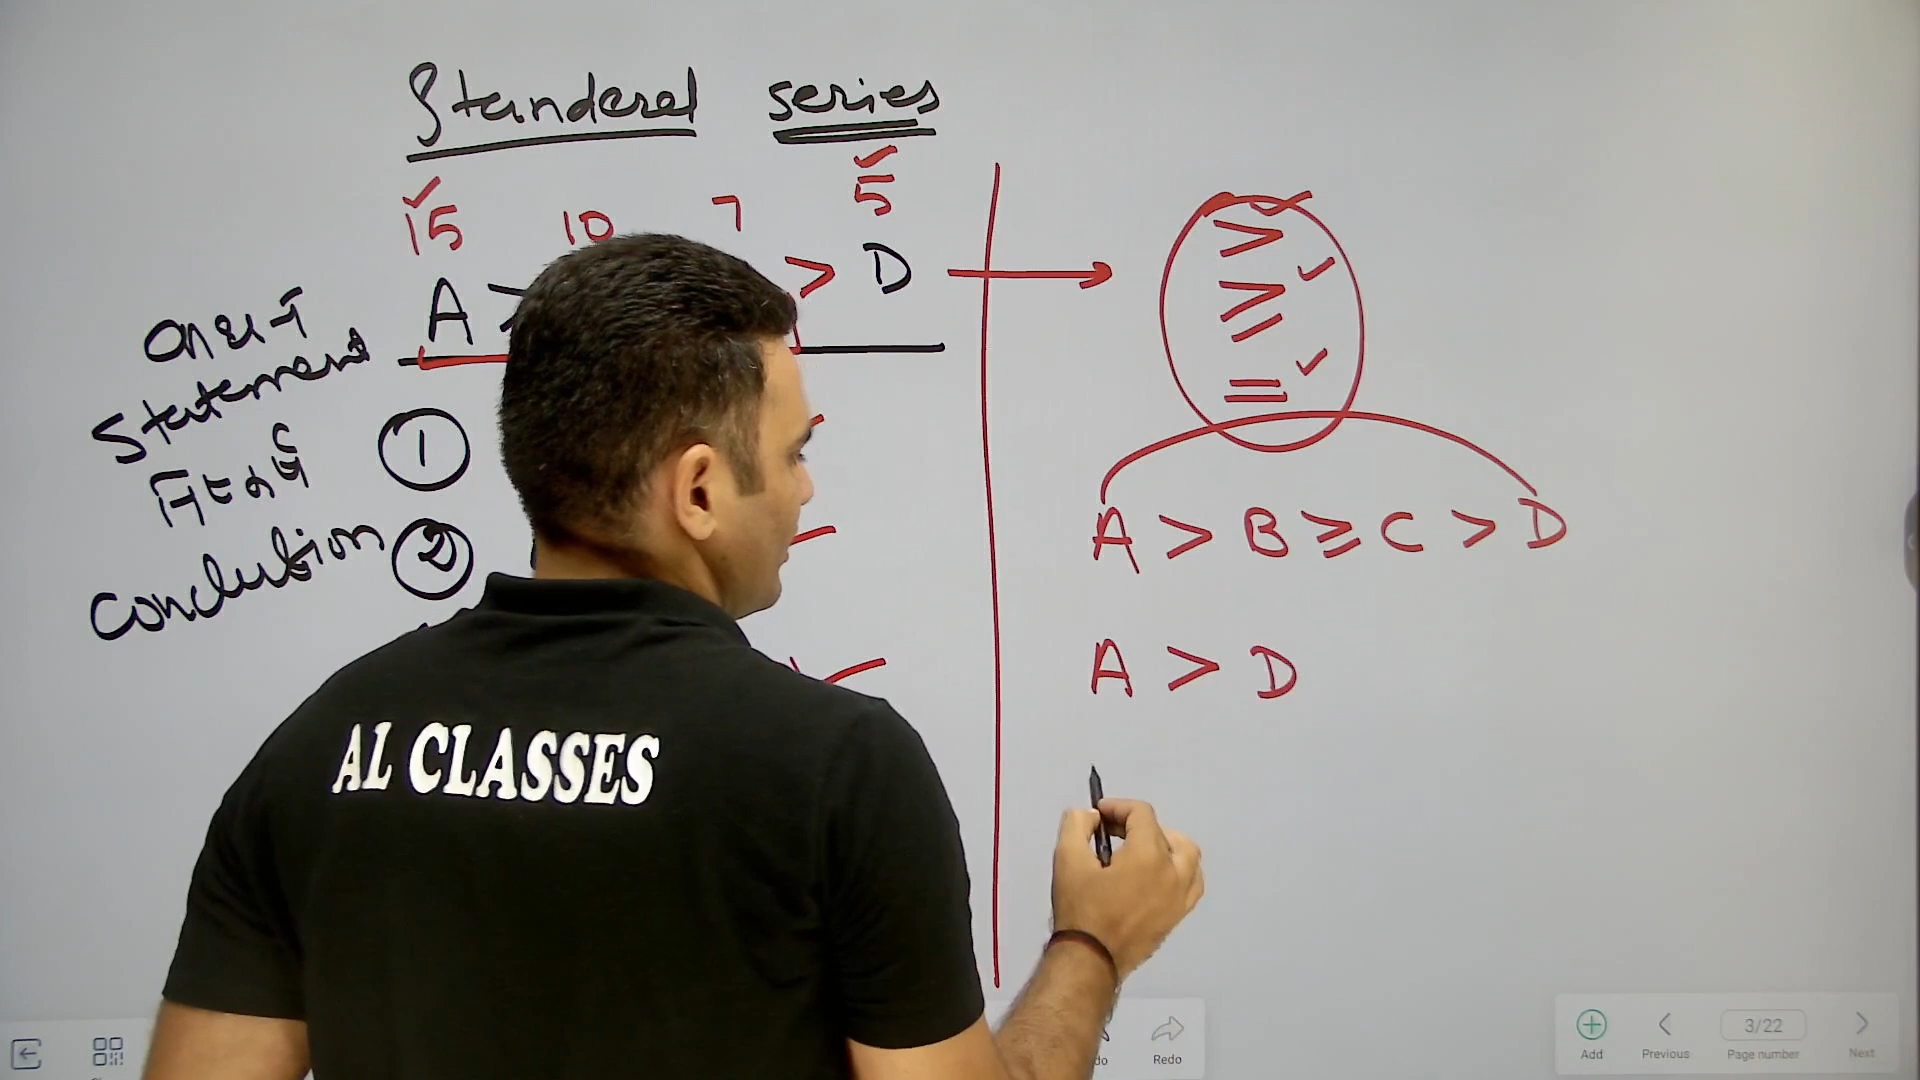 Standerd series
15 10 7 5
A > > D
Statement
1
2
Conclusion
>
≥
=
A > B ≥ C > D
A > D
AL CLASSES
Redo
Add
Previous
3/22
Page number
Next